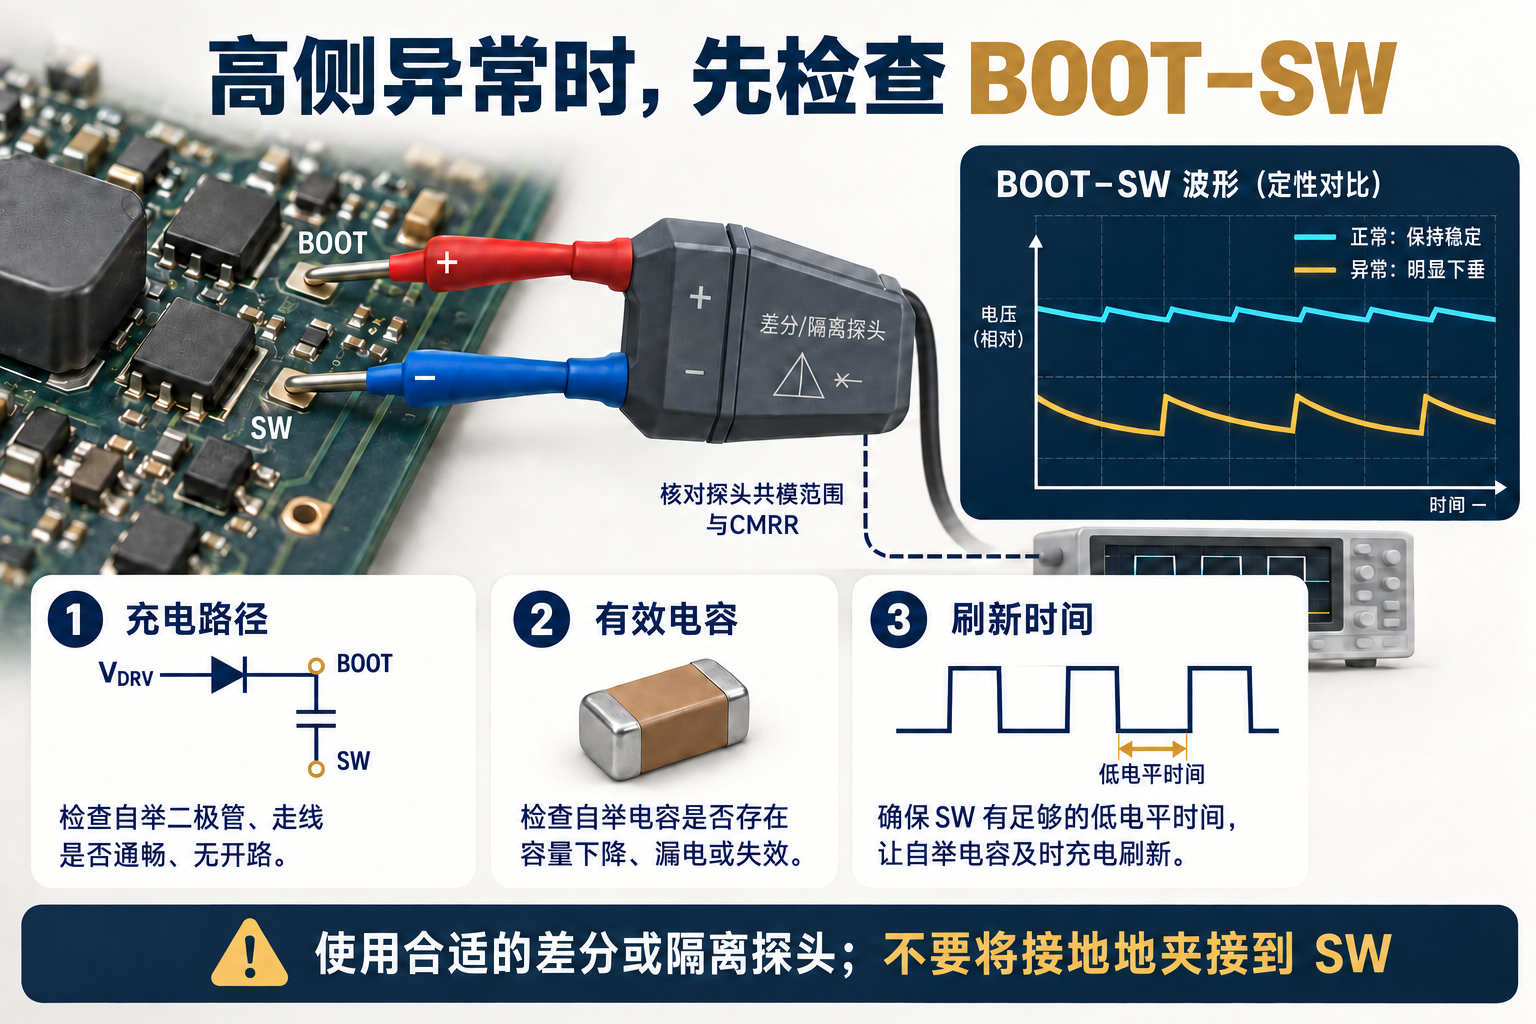 高侧异常时，先检查 BOOT-SW
BOOT-SW 波形（定性对比）
正常：保持稳定
异常：明显下垂
电压
(相对)
时间
BOOT
+
+
差分/隔离探头
−
−
SW
核对探头共模范围
与CMRR
1 充电路径
VDRV
BOOT
SW
检查自举二极管、走线
是否通畅、无开路。
2 有效电容
检查自举电容是否存在
容量下降、漏电或失效。
3 刷新时间
低电平时间
确保 SW 有足够的低电平时间，
让自举电容及时充电刷新。
使用合适的差分或隔离探头；不要将接地地夹接到 SW